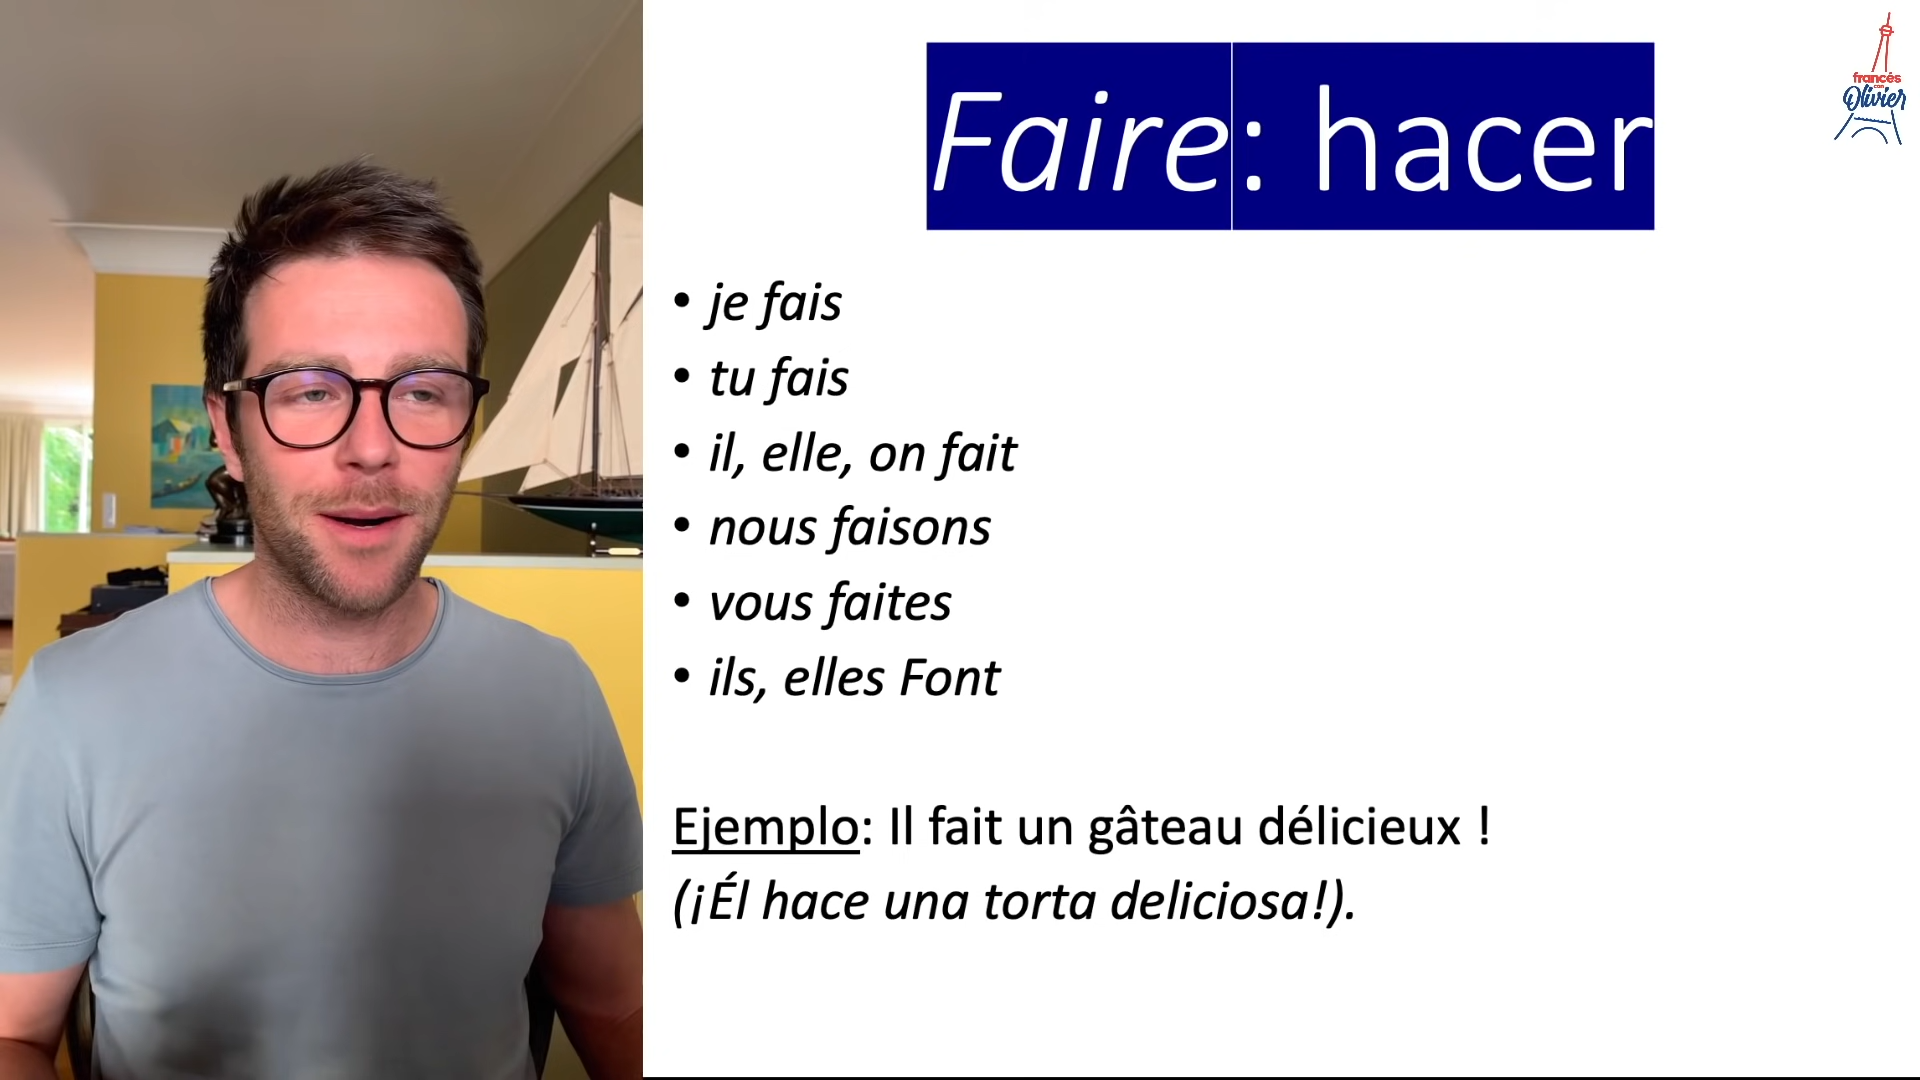 Faire: hacer
francés
con
Olivier
• je fais
• tu fais
• il, elle, on fait
• nous faisons
• vous faites
• ils, elles Font
Ejemplo: Il fait un gâteau délicieux !
(¡Él hace una torta deliciosa!).